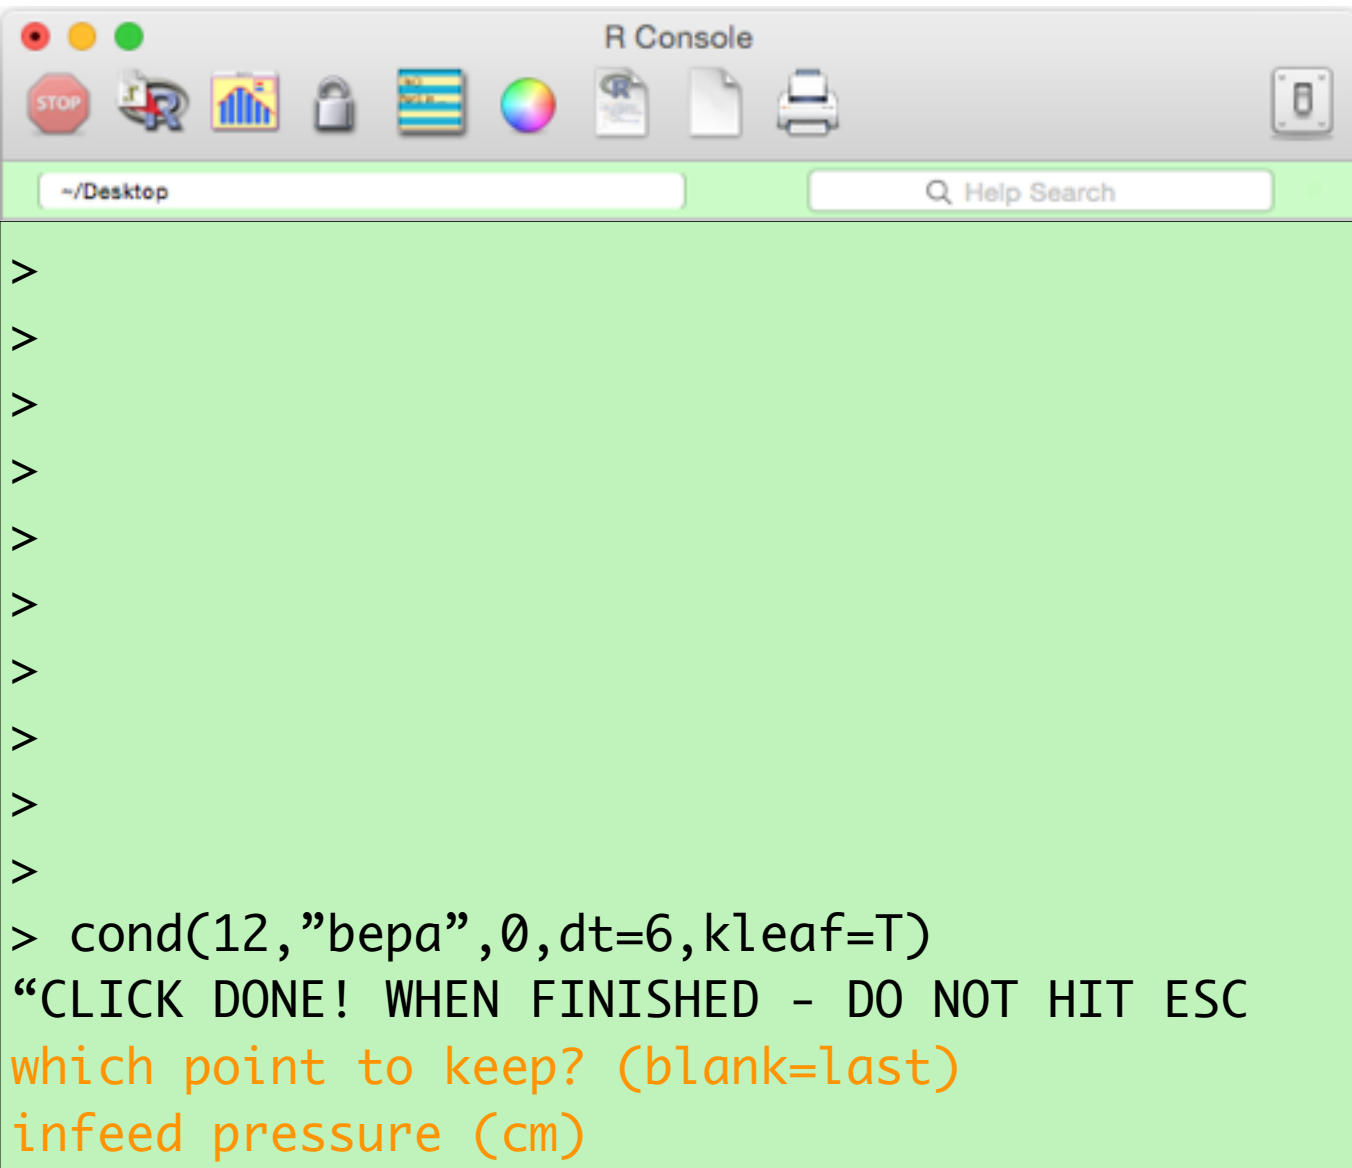 R Console
STOP
~/Desktop
Help Search
>
>
>
>
>
>
>
>
>
>
> cond(12,”bepa”,0,dt=6,kleaf=T)
“CLICK DONE! WHEN FINISHED - DO NOT HIT ESC
which point to keep? (blank=last)
infeed pressure (cm)